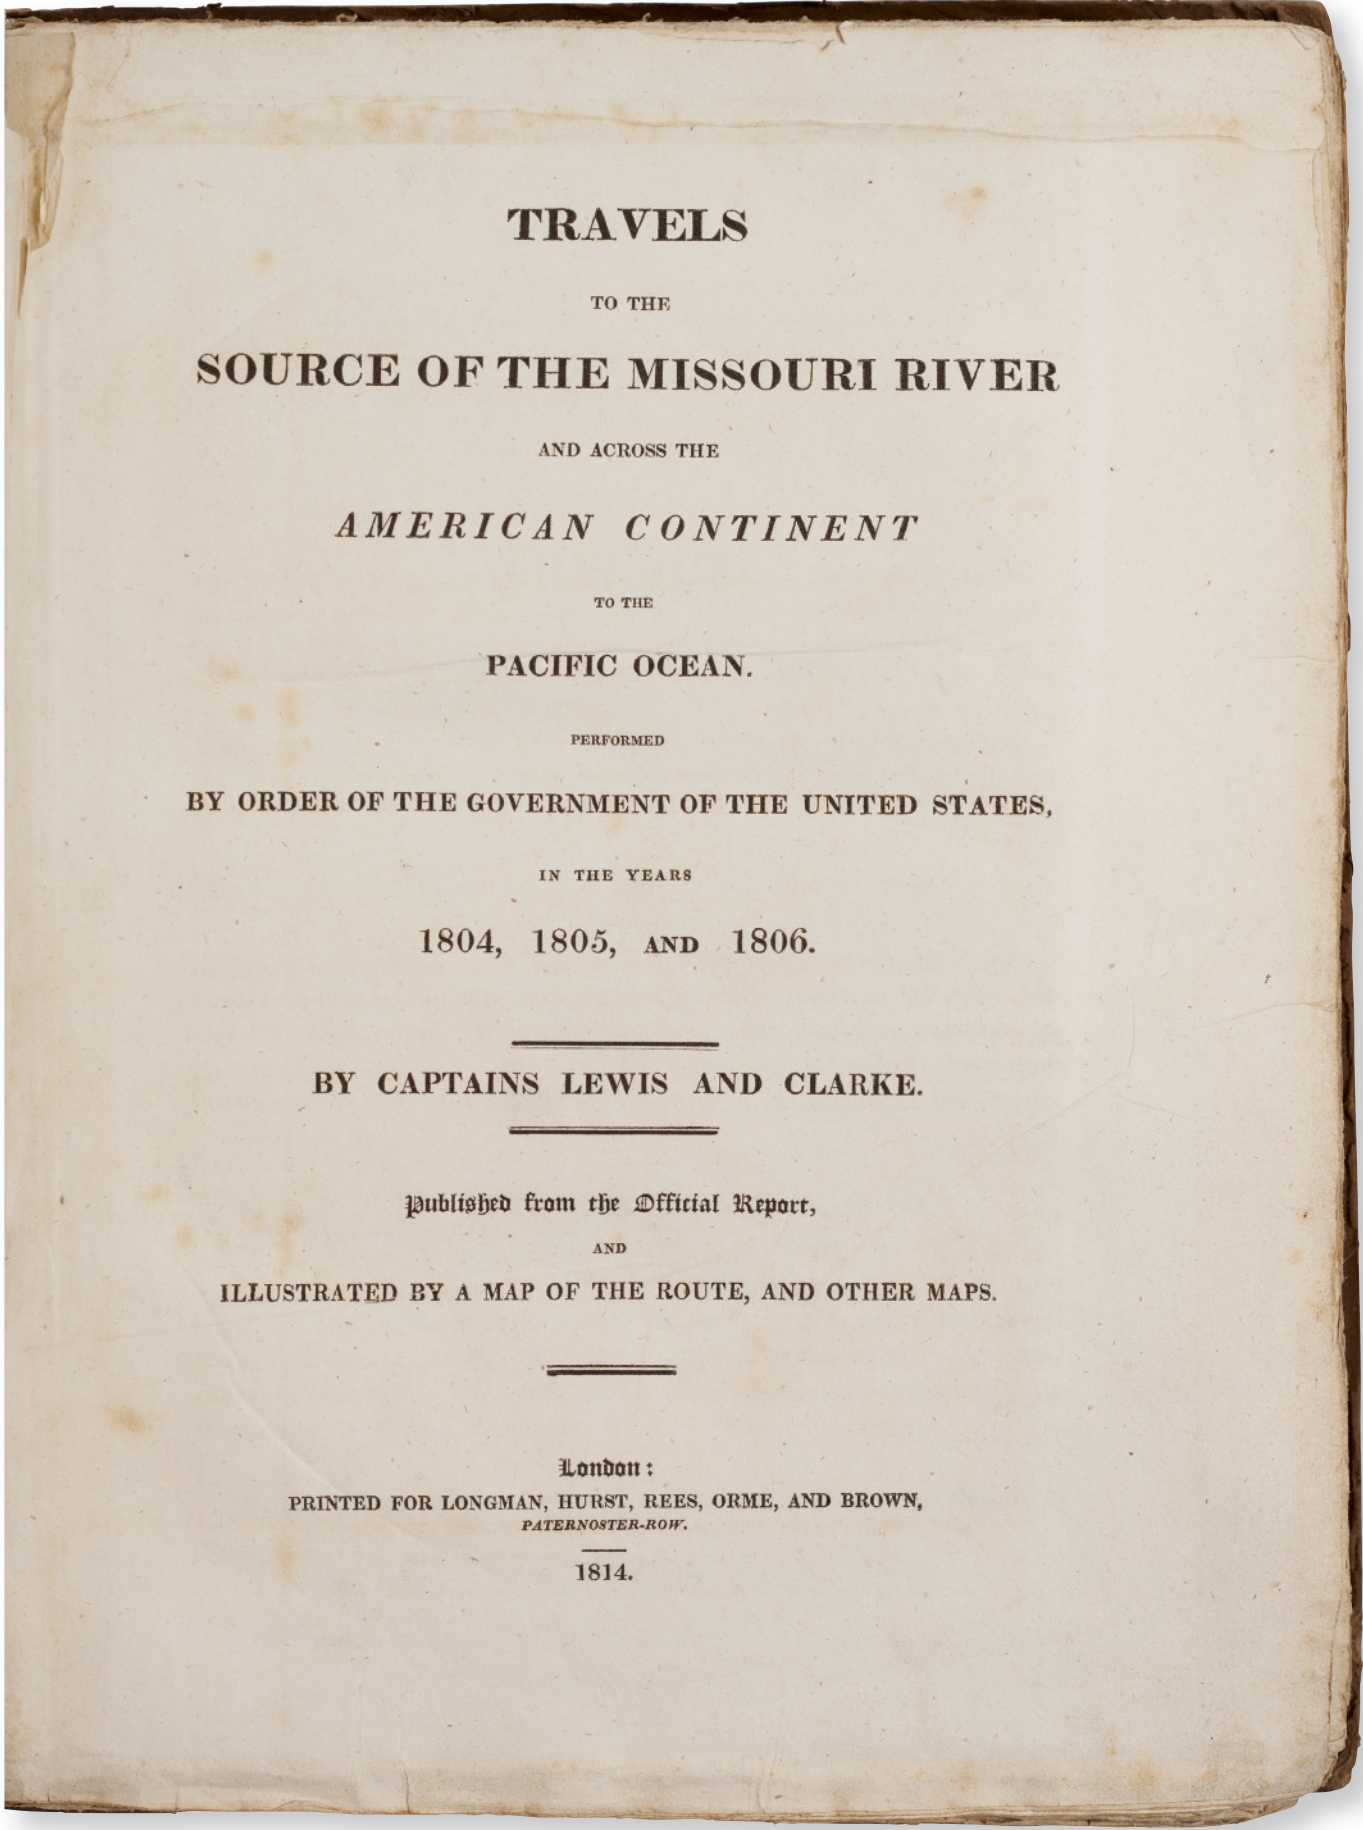 TRAVELS
TO THE
SOURCE OF THE MISSOURI RIVER
AND ACROSS THE
AMERICAN CONTINENT
TO THE
PACIFIC OCEAN.
PERFORMED
BY ORDER OF THE GOVERNMENT OF THE UNITED STATES,
IN THE YEARS
1804, 1805, AND 1806.
BY CAPTAINS LEWIS AND CLARKE.
Published from the Official Report,
AND
ILLUSTRATED BY A MAP OF THE ROUTE, AND OTHER MAPS.
London:
PRINTED FOR LONGMAN, HURST, REES, ORME, AND BROWN,
PATERNOSTER-ROW.
1814.